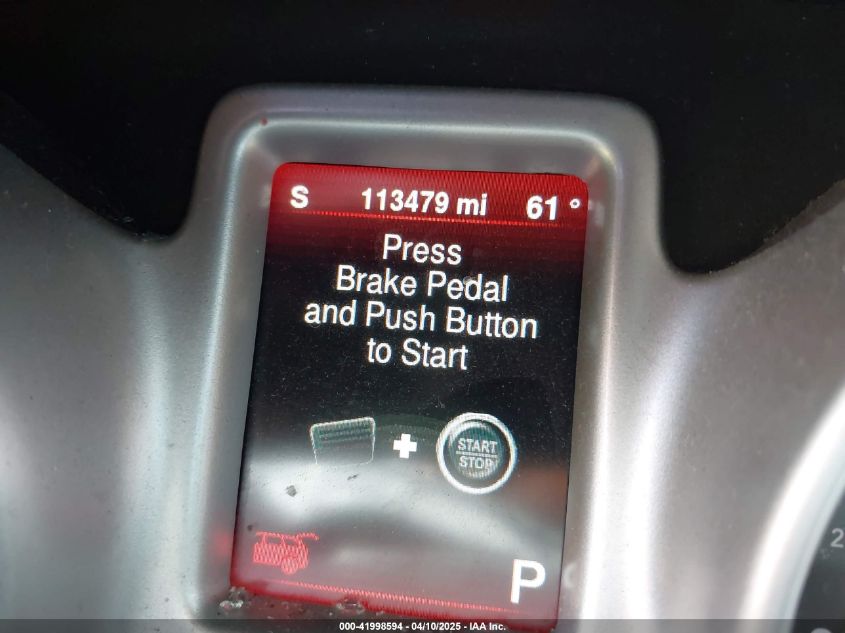 S 113479 mi 61°
Press
Brake Pedal
and Push Button
to Start
START
STOP
P
2
000-41998594 - 04/10/2025 - IAA Inc.